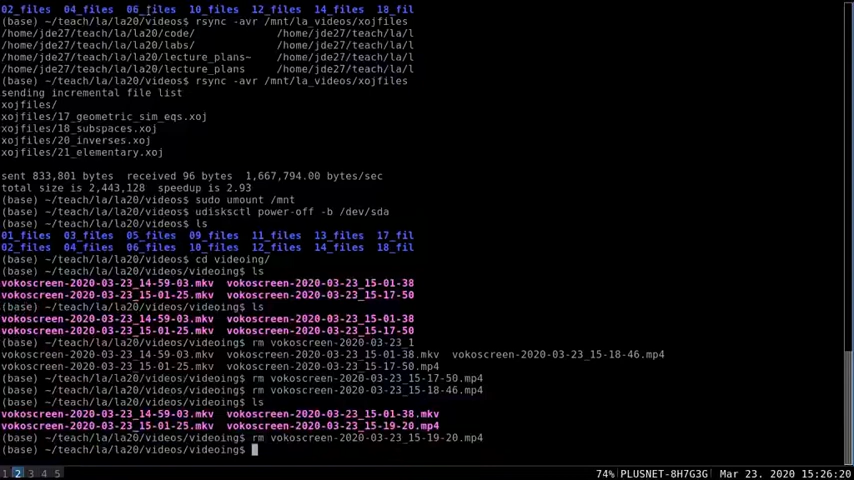 02_files  04_files  06_files  10_files  12_files  14_files  18_fil
(base) ~/teach/la/la20/videos$ rsync -avr /mnt/la_videos/xojfiles
/home/jde27/teach/la/la20/code/              /home/jde27/teach/la/l
/home/jde27/teach/la/la20/labs/              /home/jde27/teach/la/l
/home/jde27/teach/la/la20/lecture_plans~     /home/jde27/teach/la/l
/home/jde27/teach/la/la20/lecture_plans      /home/jde27/teach/la/l
(base) ~/teach/la/la20/videos$ rsync -avr /mnt/la_videos/xojfiles
sending incremental file list
xojfiles/
xojfiles/17_geometric_sim_eqs.xoj
xojfiles/18_subspaces.xoj
xojfiles/20_inverses.xoj
xojfiles/21_elementary.xoj
sent 833,801 bytes  received 96 bytes  1,667,794.00 bytes/sec
total size is 2,443,128  speedup is 2.93
(base) ~/teach/la/la20/videos$ sudo umount /mnt
(base) ~/teach/la/la20/videos$ udisksctl power-off -b /dev/sda
(base) ~/teach/la/la20/videos$ ls
01_files  03_files  05_files  09_files  11_files  13_files  17_fil
02_files  04_files  06_files  10_files  12_files  14_files  18_fil
(base) ~/teach/la/la20/videos$ cd videoing/
(base) ~/teach/la/la20/videos/videoing$ ls
vokoscreen-2020-03-23_14-59-03.mkv  vokoscreen-2020-03-23_15-01-38
vokoscreen-2020-03-23_15-01-25.mkv  vokoscreen-2020-03-23_15-17-50
(base) ~/teach/la/la20/videos/videoing$ ls
vokoscreen-2020-03-23_14-59-03.mkv  vokoscreen-2020-03-23_15-01-38
vokoscreen-2020-03-23_15-01-25.mkv  vokoscreen-2020-03-23_15-17-50
(base) ~/teach/la/la20/videos/videoing$ rm vokoscreen-2020-03-23_1
vokoscreen-2020-03-23_14-59-03.mkv  vokoscreen-2020-03-23_15-01-38.mkv  vokoscreen-2020-03-23_15-18-46.mp4
vokoscreen-2020-03-23_15-01-25.mkv  vokoscreen-2020-03-23_15-17-50.mp4
(base) ~/teach/la/la20/videos/videoing$ rm vokoscreen-2020-03-23_15-17-50.mp4
(base) ~/teach/la/la20/videos/videoing$ rm vokoscreen-2020-03-23_15-18-46.mp4
(base) ~/teach/la/la20/videos/videoing$ ls
vokoscreen-2020-03-23_14-59-03.mkv  vokoscreen-2020-03-23_15-01-38.mkv
vokoscreen-2020-03-23_15-01-25.mkv  vokoscreen-2020-03-23_15-19-20.mp4
(base) ~/teach/la/la20/videos/videoing$ rm vokoscreen-2020-03-23_15-19-20.mp4
(base) ~/teach/la/la20/videos/videoing$
1 2 3 4 5  74%|PLUSNET-8H7G3G| Mar 23. 2020 15:26:20